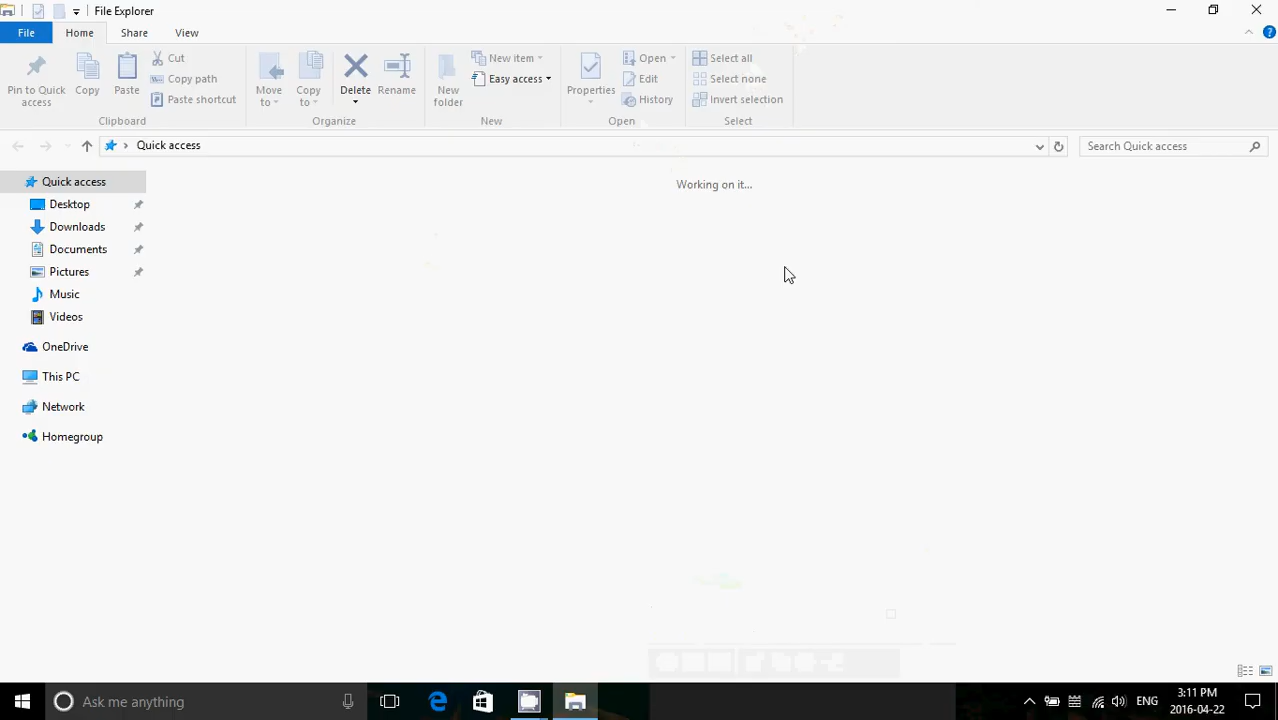 File Explorer
File Home Share View
Pin to Quick access
Copy
Paste
Cut
Copy path
Paste shortcut
Clipboard
Move to
Copy to
Delete
Rename
Organize
New folder
New item
Easy access
New
Properties
Open
Edit
History
Open
Select all
Select none
Invert selection
Select
Quick access
Search Quick access
Working on it...
Quick access
Desktop
Downloads
Documents
Pictures
Music
Videos
OneDrive
This PC
Network
Homegroup
Ask me anything
ENG
3:11 PM
2016-04-22